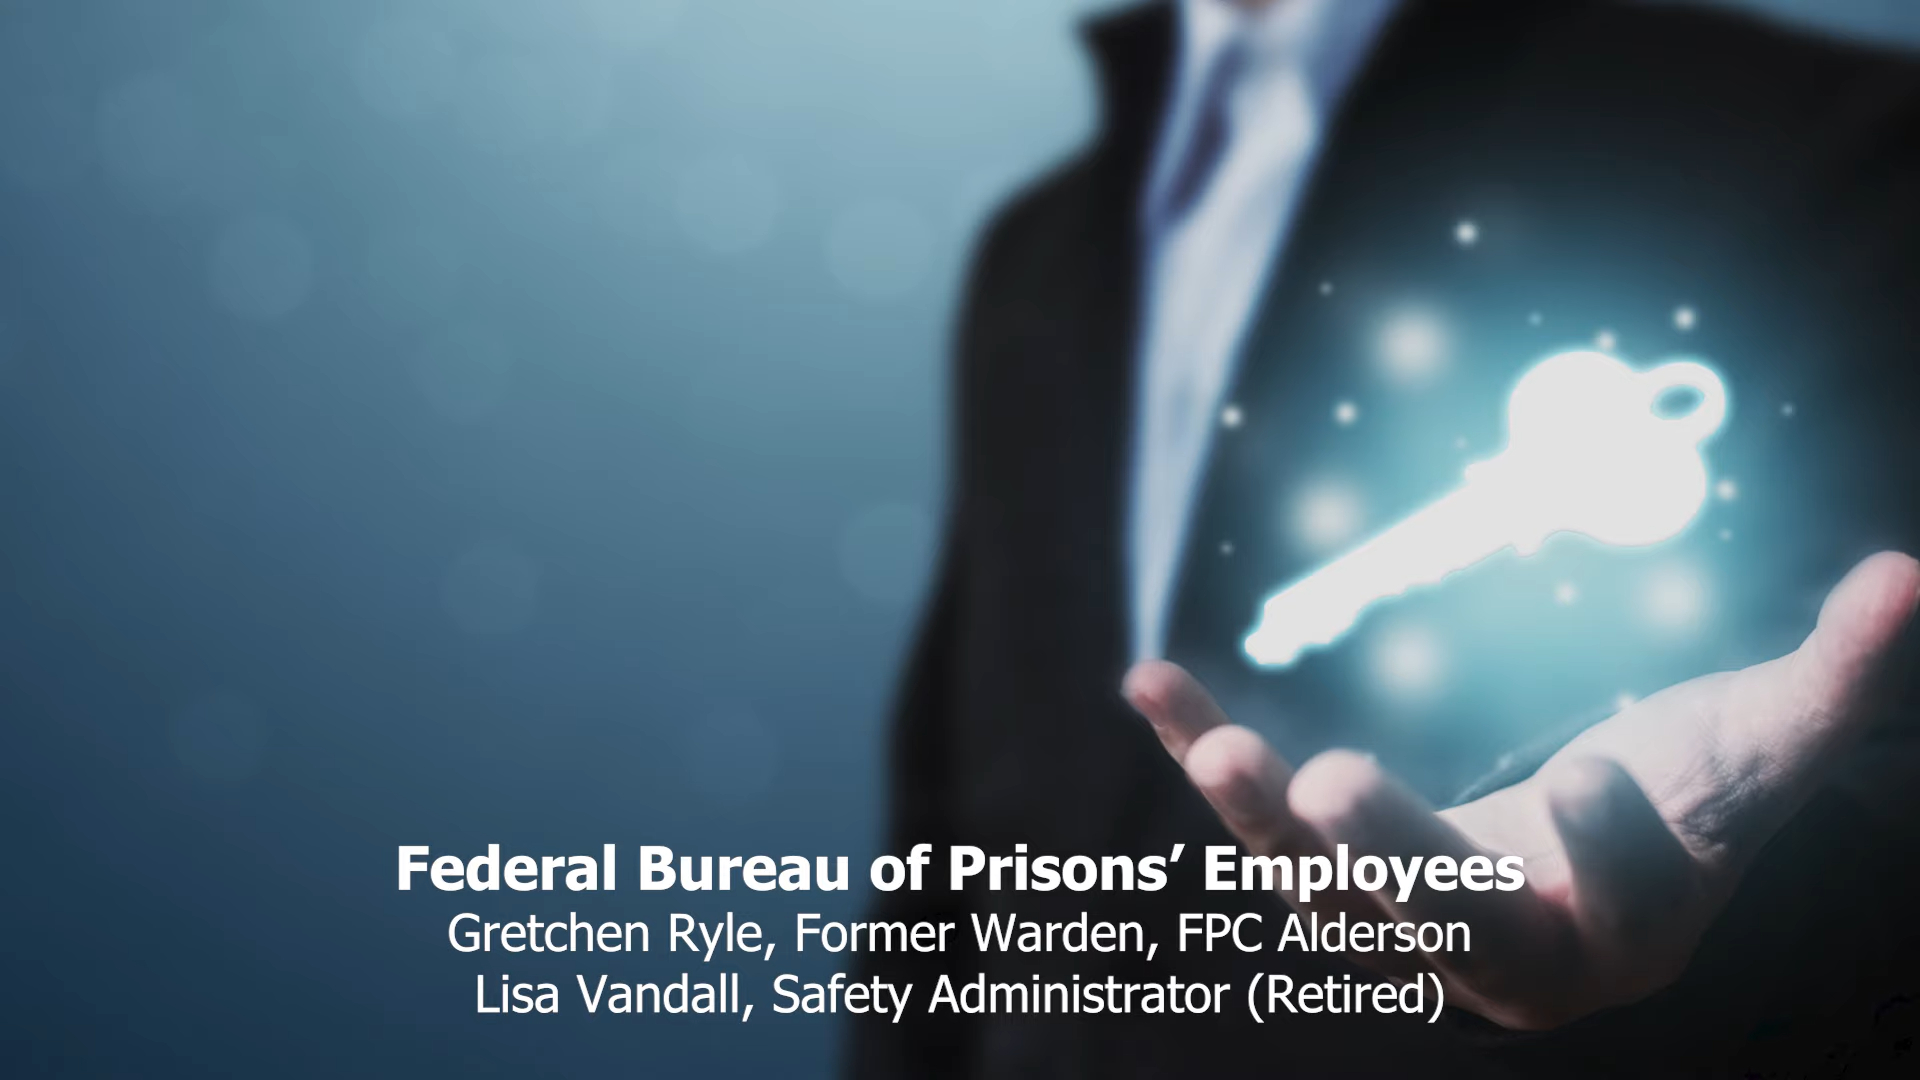 Federal Bureau of Prisons’ Employees
Gretchen Ryle, Former Warden, FPC Alderson
Lisa Vandall, Safety Administrator (Retired)